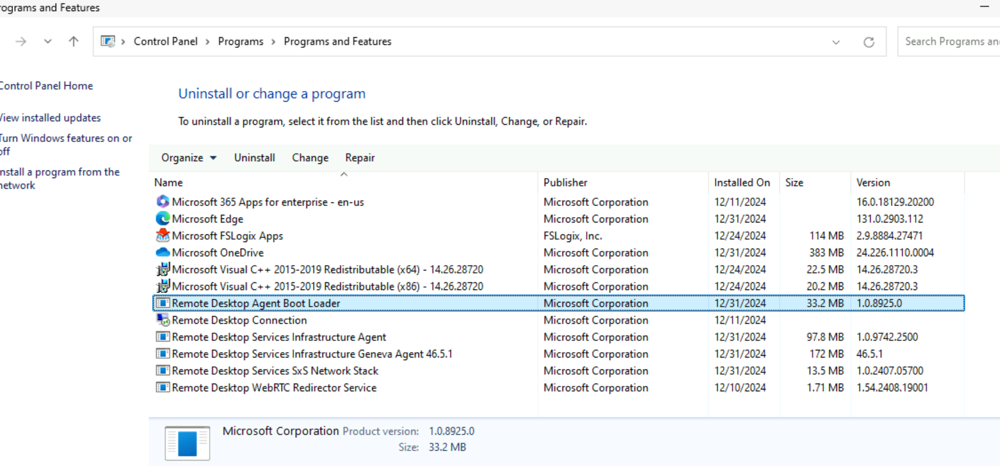 rograms and Features
Control Panel > Programs > Programs and Features
Search Programs an
Control Panel Home
View installed updates
Turn Windows features on or
off
nstall a program from the
network
Uninstall or change a program
To uninstall a program, select it from the list and then click Uninstall, Change, or Repair.
Organize Uninstall Change Repair
Name Publisher Installed On Size Version
Microsoft 365 Apps for enterprise - en-us Microsoft Corporation 12/11/2024 16.0.18129.20200
Microsoft Edge Microsoft Corporation 12/31/2024 131.0.2903.112
Microsoft FSLogix Apps FSLogix, Inc. 12/24/2024 114 MB 2.9.8884.27471
Microsoft OneDrive Microsoft Corporation 12/31/2024 383 MB 24.226.1110.0004
Microsoft Visual C++ 2015-2019 Redistributable (x64) - 14.26.28720 Microsoft Corporation 12/24/2024 22.5 MB 14.26.28720.3
Microsoft Visual C++ 2015-2019 Redistributable (x86) - 14.26.28720 Microsoft Corporation 12/24/2024 20.2 MB 14.26.28720.3
Remote Desktop Agent Boot Loader Microsoft Corporation 12/31/2024 33.2 MB 1.0.8925.0
Remote Desktop Connection Microsoft Corporation 12/11/2024
Remote Desktop Services Infrastructure Agent Microsoft Corporation 12/31/2024 97.8 MB 1.0.9742.2500
Remote Desktop Services Infrastructure Geneva Agent 46.5.1 Microsoft Corporation 12/31/2024 172 MB 46.5.1
Remote Desktop Services SxS Network Stack Microsoft Corporation 12/31/2024 13.5 MB 1.0.2407.05700
Remote Desktop WebRTC Redirector Service Microsoft Corporation 12/10/2024 1.71 MB 1.54.2408.19001
Microsoft Corporation Product version: 1.0.8925.0
Size: 33.2 MB